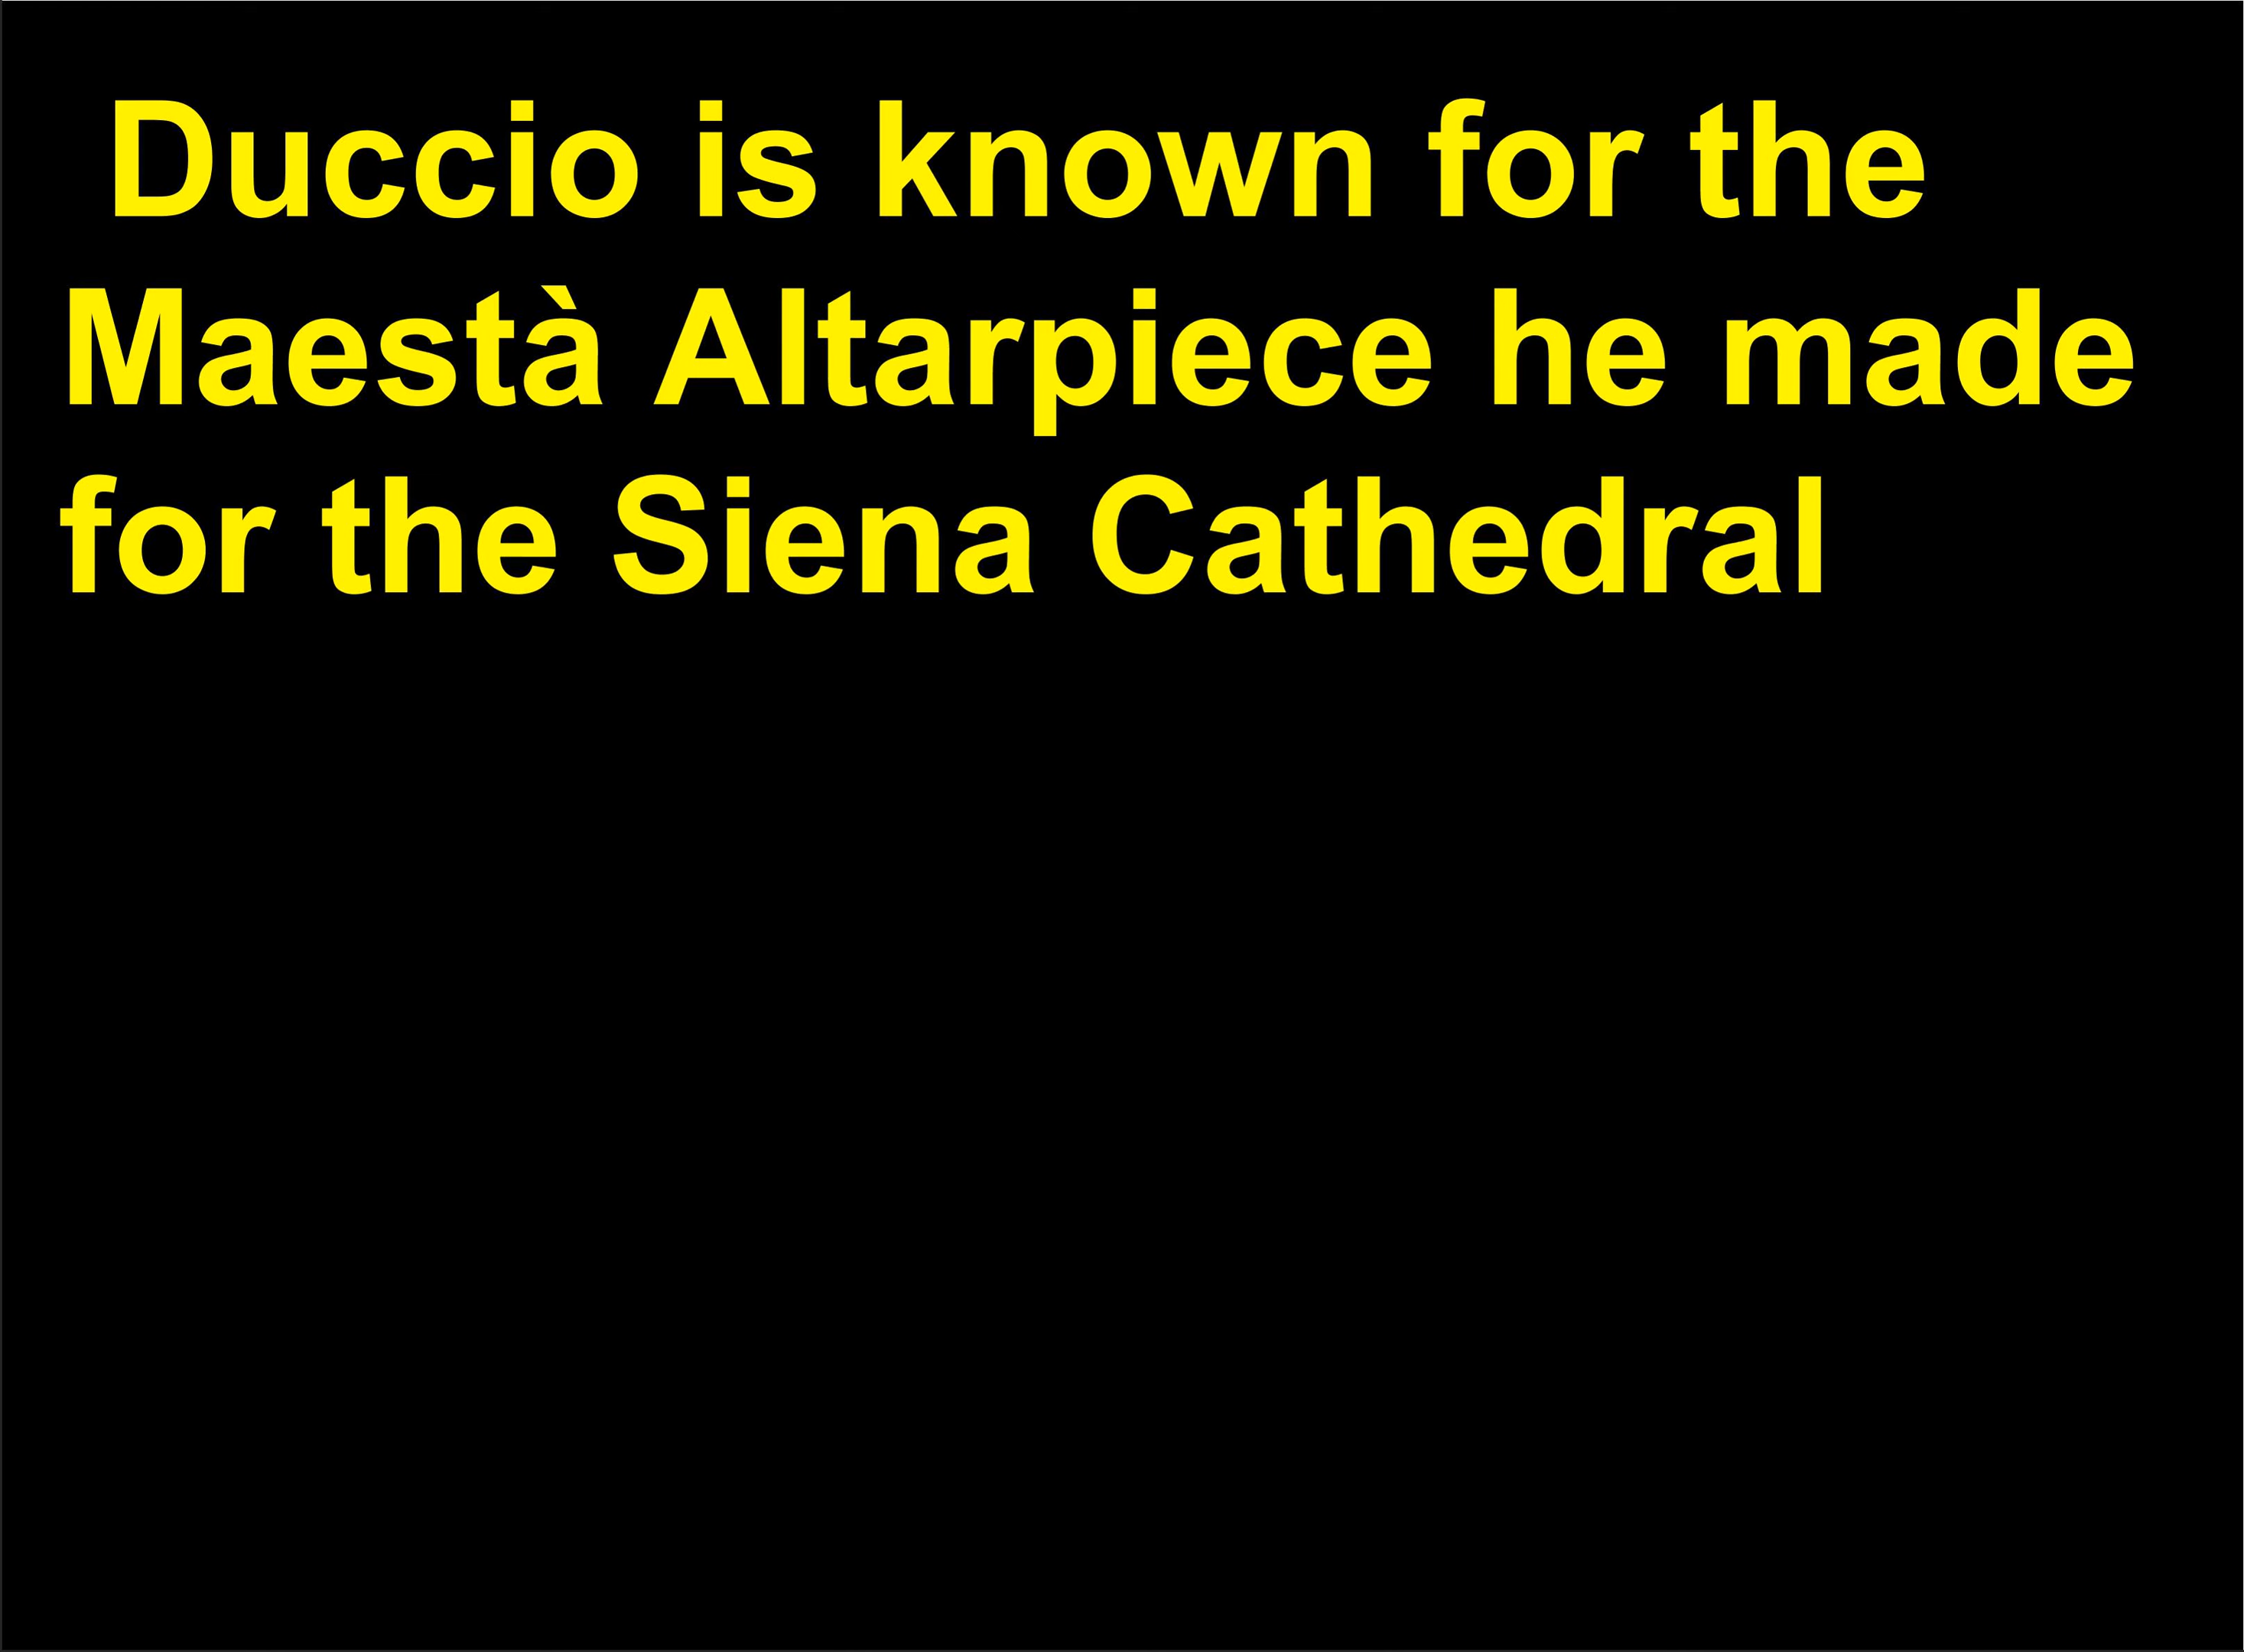 Duccio is known for the
Maestà Altarpiece he made
for the Siena Cathedral